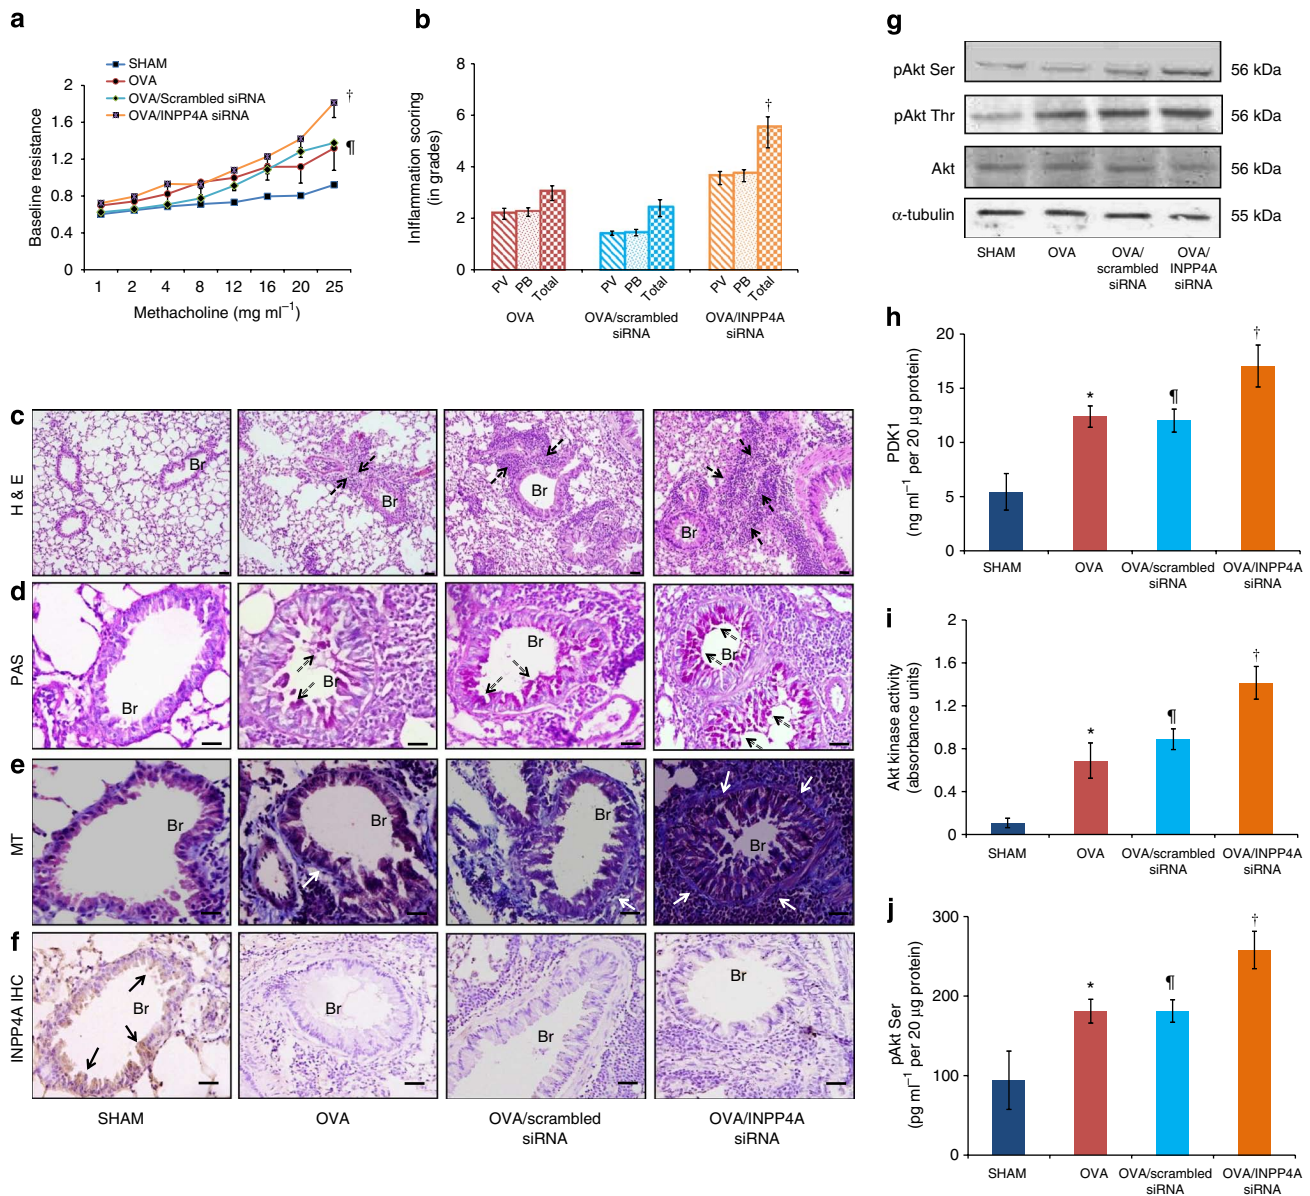 a
SHAM
OVA
OVA/Scrambled siRNA
OVA/INPP4A siRNA
2
1.6
1.2
0.8
0.4
0
Baseline resistance
†
¶
1 2 4 8 12 16 20 25
Methacholine (mg ml⁻¹)
b
8
6
4
2
0
Inlflammation scoring
(in grades)
†
PV PB Total PV PB Total PV PB Total
OVA
OVA/scrambled
siRNA
OVA/INPP4A
siRNA
c
H & E
Br
Br
Br
Br
d
PAS
Br
Br
Br
Br
e
MT
Br
Br
Br
Br
f
INPP4A IHC
Br
Br
Br
Br
SHAM
OVA
OVA/scrambled
siRNA
OVA/INPP4A
siRNA
g
pAkt Ser 56 kDa
pAkt Thr 56 kDa
Akt 56 kDa
α-tubulin 55 kDa
SHAM
OVA
OVA/
scrambled
siRNA
OVA/
INPP4A
siRNA
h
20
15
10
5
0
PDK1
(ng ml⁻¹ per 20 µg protein)
*
¶
†
SHAM
OVA
OVA/scrambled
siRNA
OVA/INPP4A
siRNA
i
2
1.6
1.2
0.8
0.4
0
Akt kinase activity
(absorbance units)
*
¶
†
SHAM
OVA
OVA/scrambled
siRNA
OVA/INPP4A
siRNA
j
300
200
100
0
pAkt Ser
(pg ml⁻¹ per 20 µg protein)
*
¶
†
SHAM
OVA
OVA/scrambled
siRNA
OVA/INPP4A
siRNA